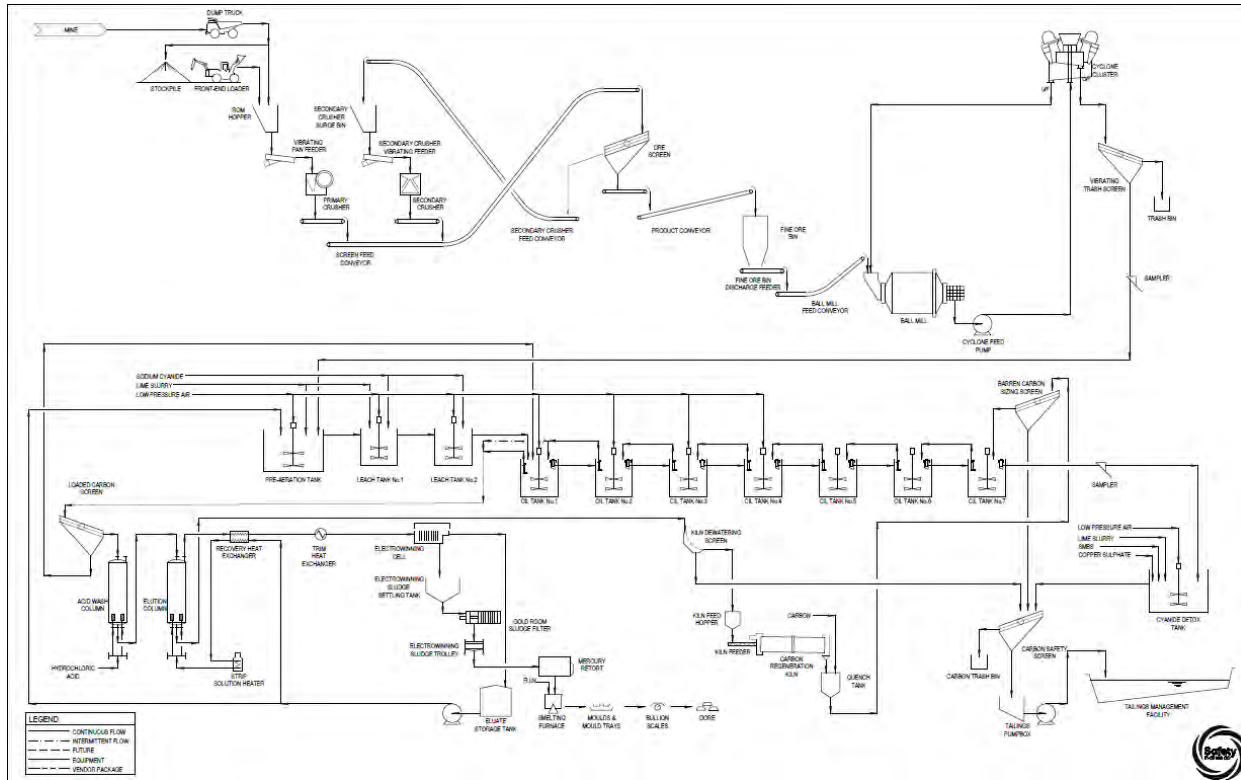 MINE
DUMP TRUCK
STOCKPILE
FRONT-END LOADER
ROM
HOPPER
VIBRATING
PAN FEEDER
PRIMARY
CRUSHER
SECONDARY
CRUSHER
SURGE BIN
SECONDARY CRUSHER
VIBRATING FEEDER
SECONDARY
CRUSHER
SCREEN FEED
CONVEYOR
SECONDARY CRUSHER
FEED CONVEYOR
ORE
SCREEN
PRODUCT CONVEYOR
FINE ORE
BIN
FINE ORE BIN
DISCHARGE FEEDER
BALL MILL
FEED CONVEYOR
BALL MILL
CYCLONE FEED
PUMP
CYCLONE
CLUSTER
U/F
VIBRATING
TRASH SCREEN
TRASH BIN
SAMPLER
SODIUM CYANIDE
LIME SLURRY
LOW PRESSURE AIR
PRE-AERATION TANK
LEACH TANK No.1
LEACH TANK No.2
CIL TANK No.1
CIL TANK No.2
CIL TANK No.3
CIL TANK No.4
CIL TANK No.5
CIL TANK No.6
CIL TANK No.7
BARREN CARBON
SIZING SCREEN
SAMPLER
LOADED CARBON
SCREEN
ACID WASH
COLUMN
ELUTION
COLUMN
HYDROCHLORIC
ACID
RECOVERY HEAT
EXCHANGER
STRIP
SOLUTION HEATER
TRIM
HEAT
EXCHANGER
ELECTROWINNING
CELL
ELECTROWINNING
SLUDGE
SETTLING TANK
GOLD ROOM
SLUDGE FILTER
ELECTROWINNING
SLUDGE TROLLEY
MERCURY
RETORT
FLUX
ELUATE
STORAGE TANK
SMELTING
FURNACE
MOULDS &
MOULD TRAYS
BULLION
SCALES
DORE
KILN DEWATERING
SCREEN
KILN FEED
HOPPER
KILN FEEDER
CARBON
CARBON
REGENERATION
KILN
QUENCH
TANK
LOW PRESSURE AIR
LIME SLURRY
SMBS
COPPER SULPHATE
CYANIDE DETOX
TANK
CARBON SAFETY
SCREEN
CARBON TRASH BIN
TAILINGS
PUMPBOX
TAILINGS MANAGEMENT
FACILITY
LEGEND
CONTINUOUS FLOW
INTERMITTENT FLOW
FUTURE
EQUIPMENT
VENDOR PACKAGE
Safety